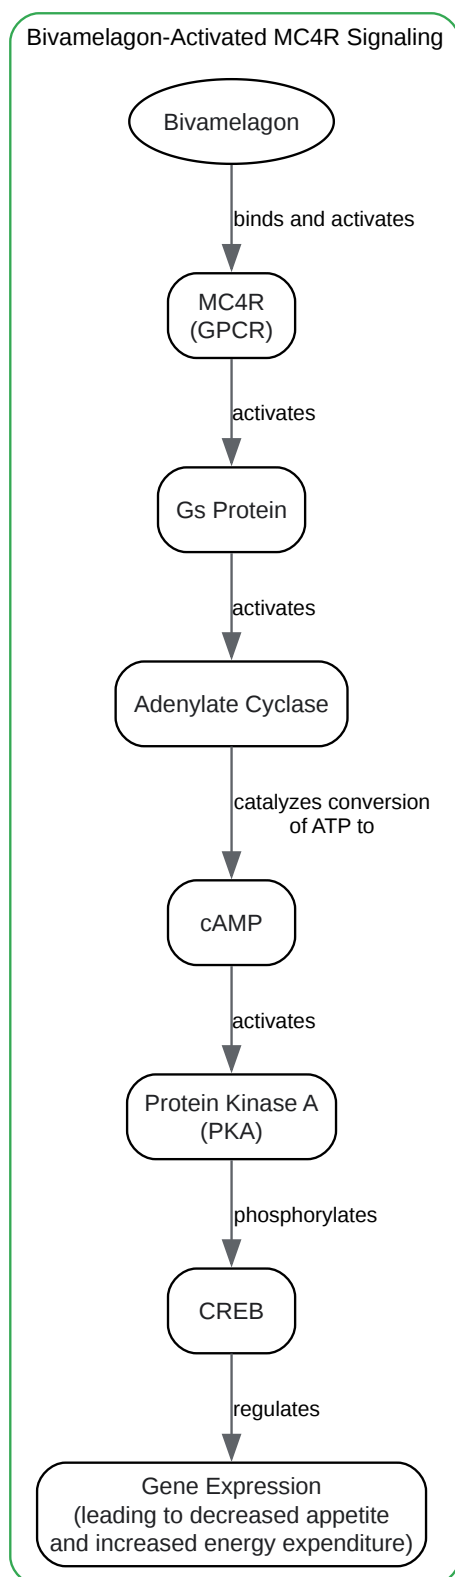 Bivamelagon-Activated MC4R Signaling
Bivamelagon
binds and activates
MC4R
(GPCR)
activates
Gs Protein
activates
Adenylate Cyclase
catalyzes conversion
of ATP to
cAMP
activates
Protein Kinase A
(PKA)
phosphorylates
CREB
regulates
Gene Expression
(leading to decreased appetite
and increased energy expenditure)